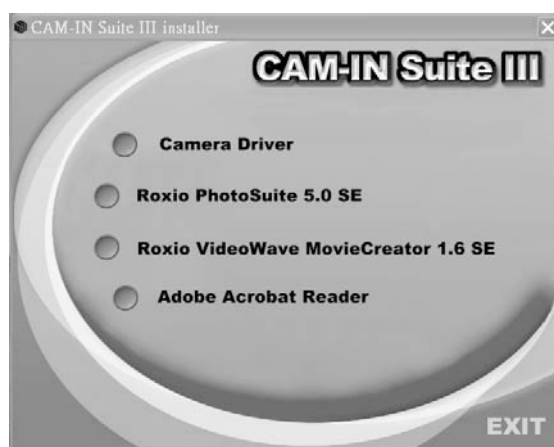 CAM-IN Suite III installer
CAM-IN Suite III
Camera Driver
Roxio PhotoSuite 5.0 SE
Roxio VideoWave MovieCreator 1.6 SE
Adobe Acrobat Reader
EXIT